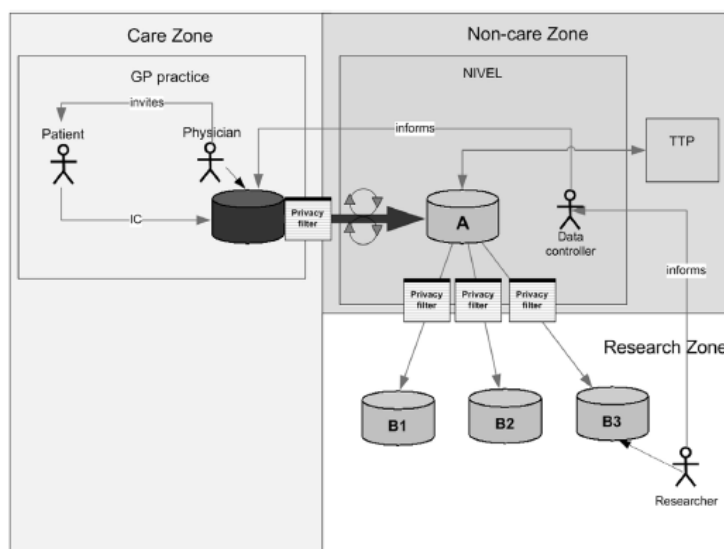 Care Zone
Non-care Zone
GP practice
NIVEL
invites
Patient
Physician
informs
TTP
IC
Privacy
filter
A
Data
controller
informs
Privacy
filter
Privacy
filter
Privacy
filter
Research Zone
B1
B2
B3
Researcher